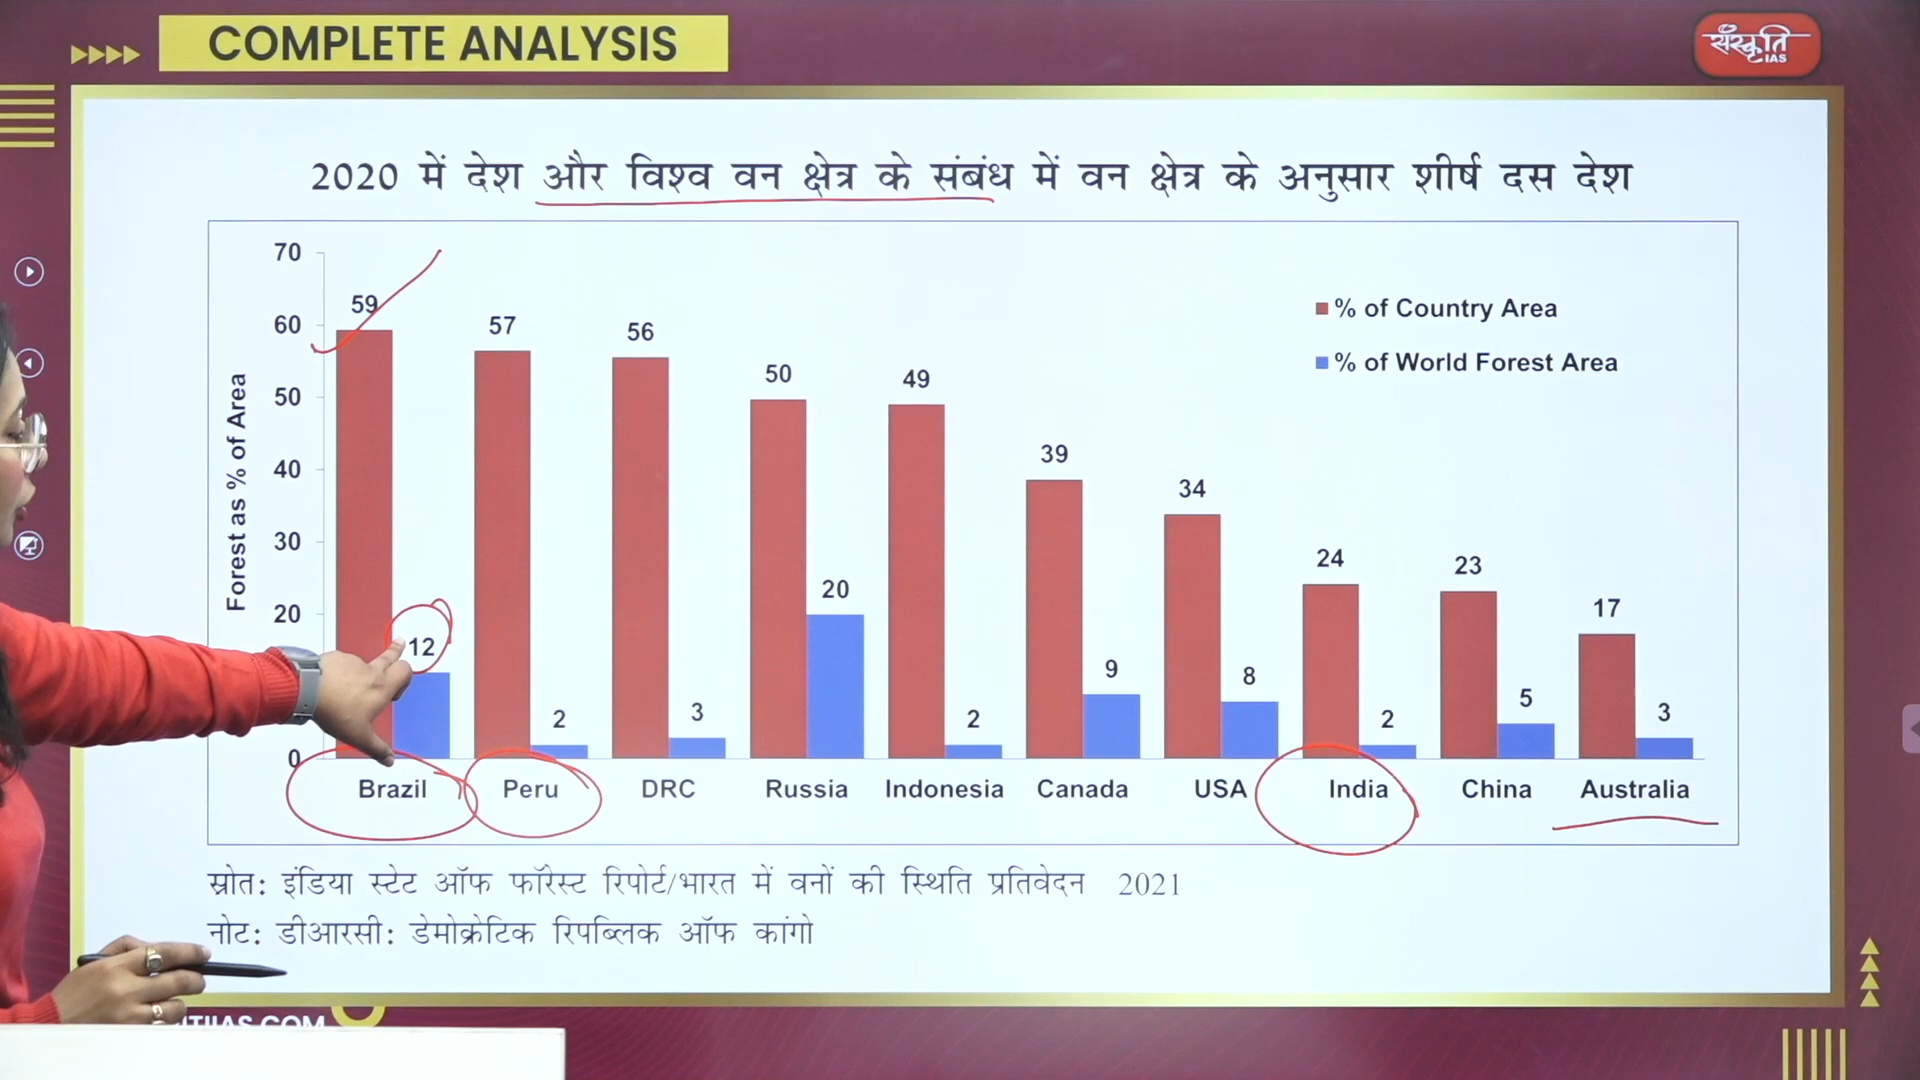 COMPLETE ANALYSIS
संस्कृति
IAS
2020 में देश और विश्व वन क्षेत्र के संबंध में वन क्षेत्र के अनुसार शीर्ष दस देश
Forest as % of Area
70
60
50
40
30
20
0
% of Country Area
% of World Forest Area
59
12
57
2
56
3
50
20
49
2
39
9
34
8
24
2
23
5
17
3
Brazil Peru DRC Russia Indonesia Canada USA India China Australia
स्रोत: इंडिया स्टेट ऑफ फॉरेस्ट रिपोर्ट/भारत में वनों की स्थिति प्रतिवेदन 2021
नोट: डीआरसी: डेमोक्रेटिक रिपब्लिक ऑफ कांगो